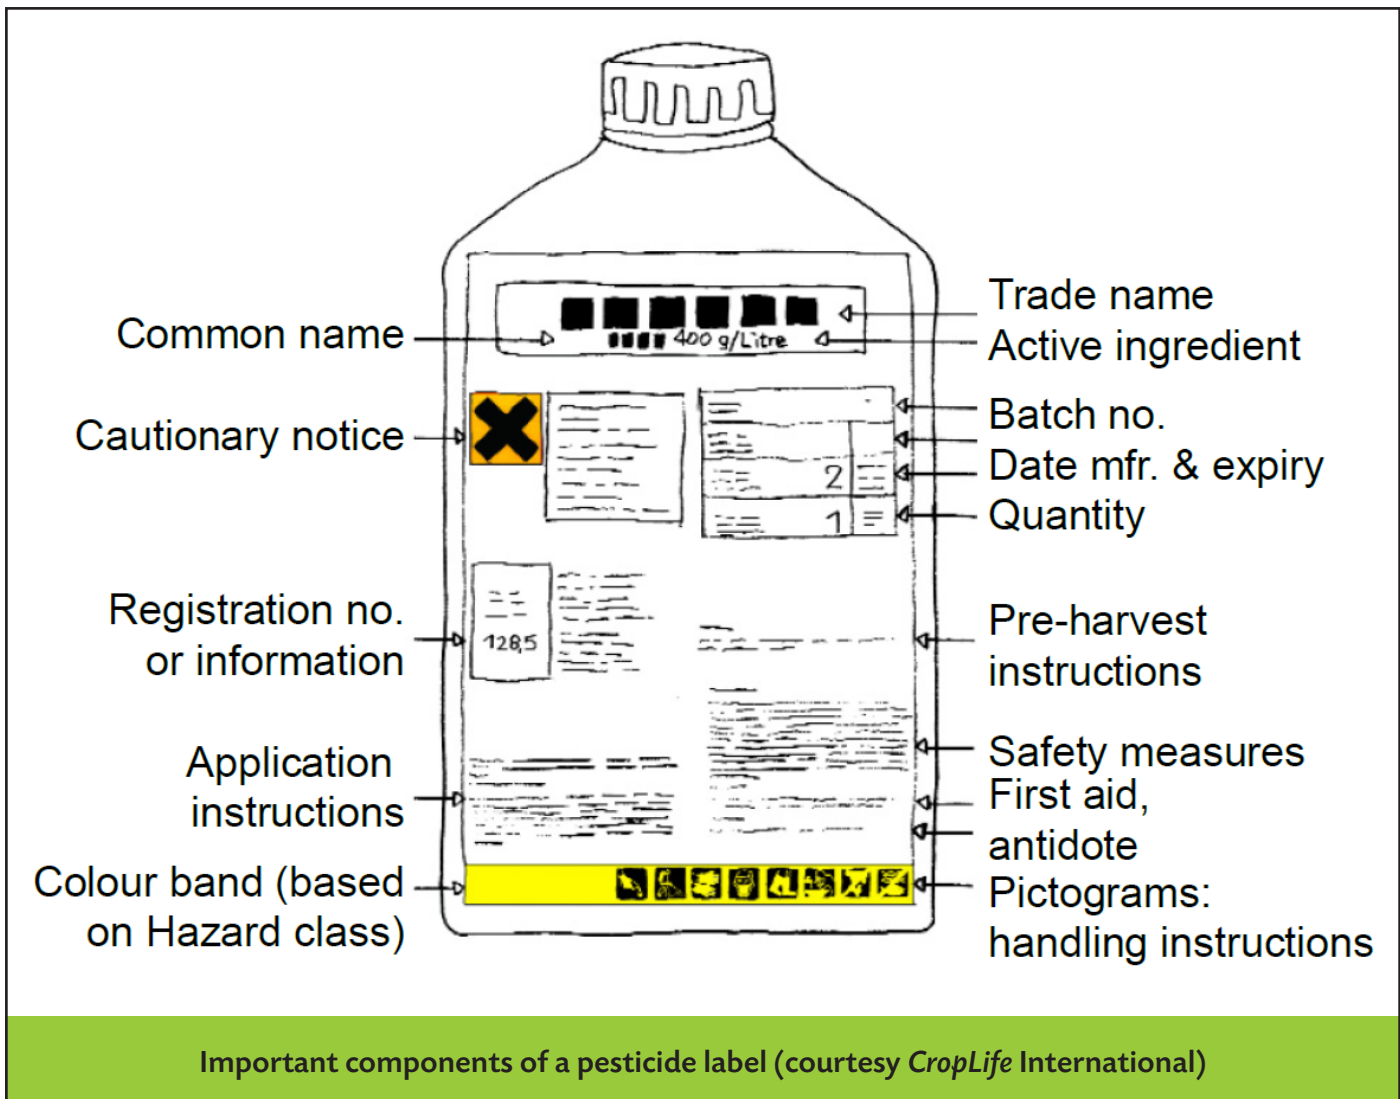 Common name
Cautionary notice
Registration no.
or information
Application
instructions
Colour band (based
on Hazard class)
400 g/Litre
2
1
128,5
Trade name
Active ingredient
Batch no.
Date mfr. & expiry
Quantity
Pre-harvest
instructions
Safety measures
First aid,
antidote
Pictograms:
handling instructions
Important components of a pesticide label (courtesy CropLife International)